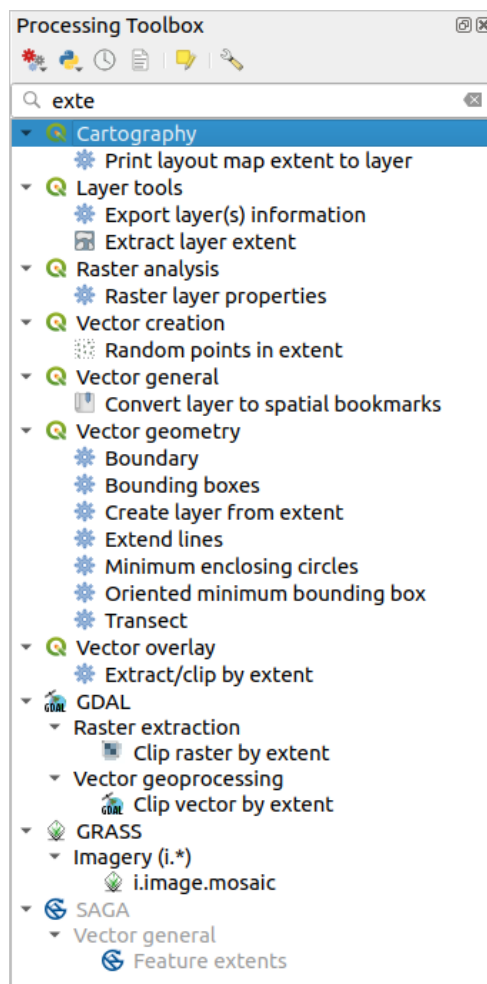 Processing Toolbox
exte
Cartography
Print layout map extent to layer
Layer tools
Export layer(s) information
Extract layer extent
Raster analysis
Raster layer properties
Vector creation
Random points in extent
Vector general
Convert layer to spatial bookmarks
Vector geometry
Boundary
Bounding boxes
Create layer from extent
Extend lines
Minimum enclosing circles
Oriented minimum bounding box
Transect
Vector overlay
Extract/clip by extent
GDAL
Raster extraction
Clip raster by extent
Vector geoprocessing
GDAL Clip vector by extent
GRASS
Imagery (i.*)
i.image.mosaic
SAGA
Vector general
Feature extents